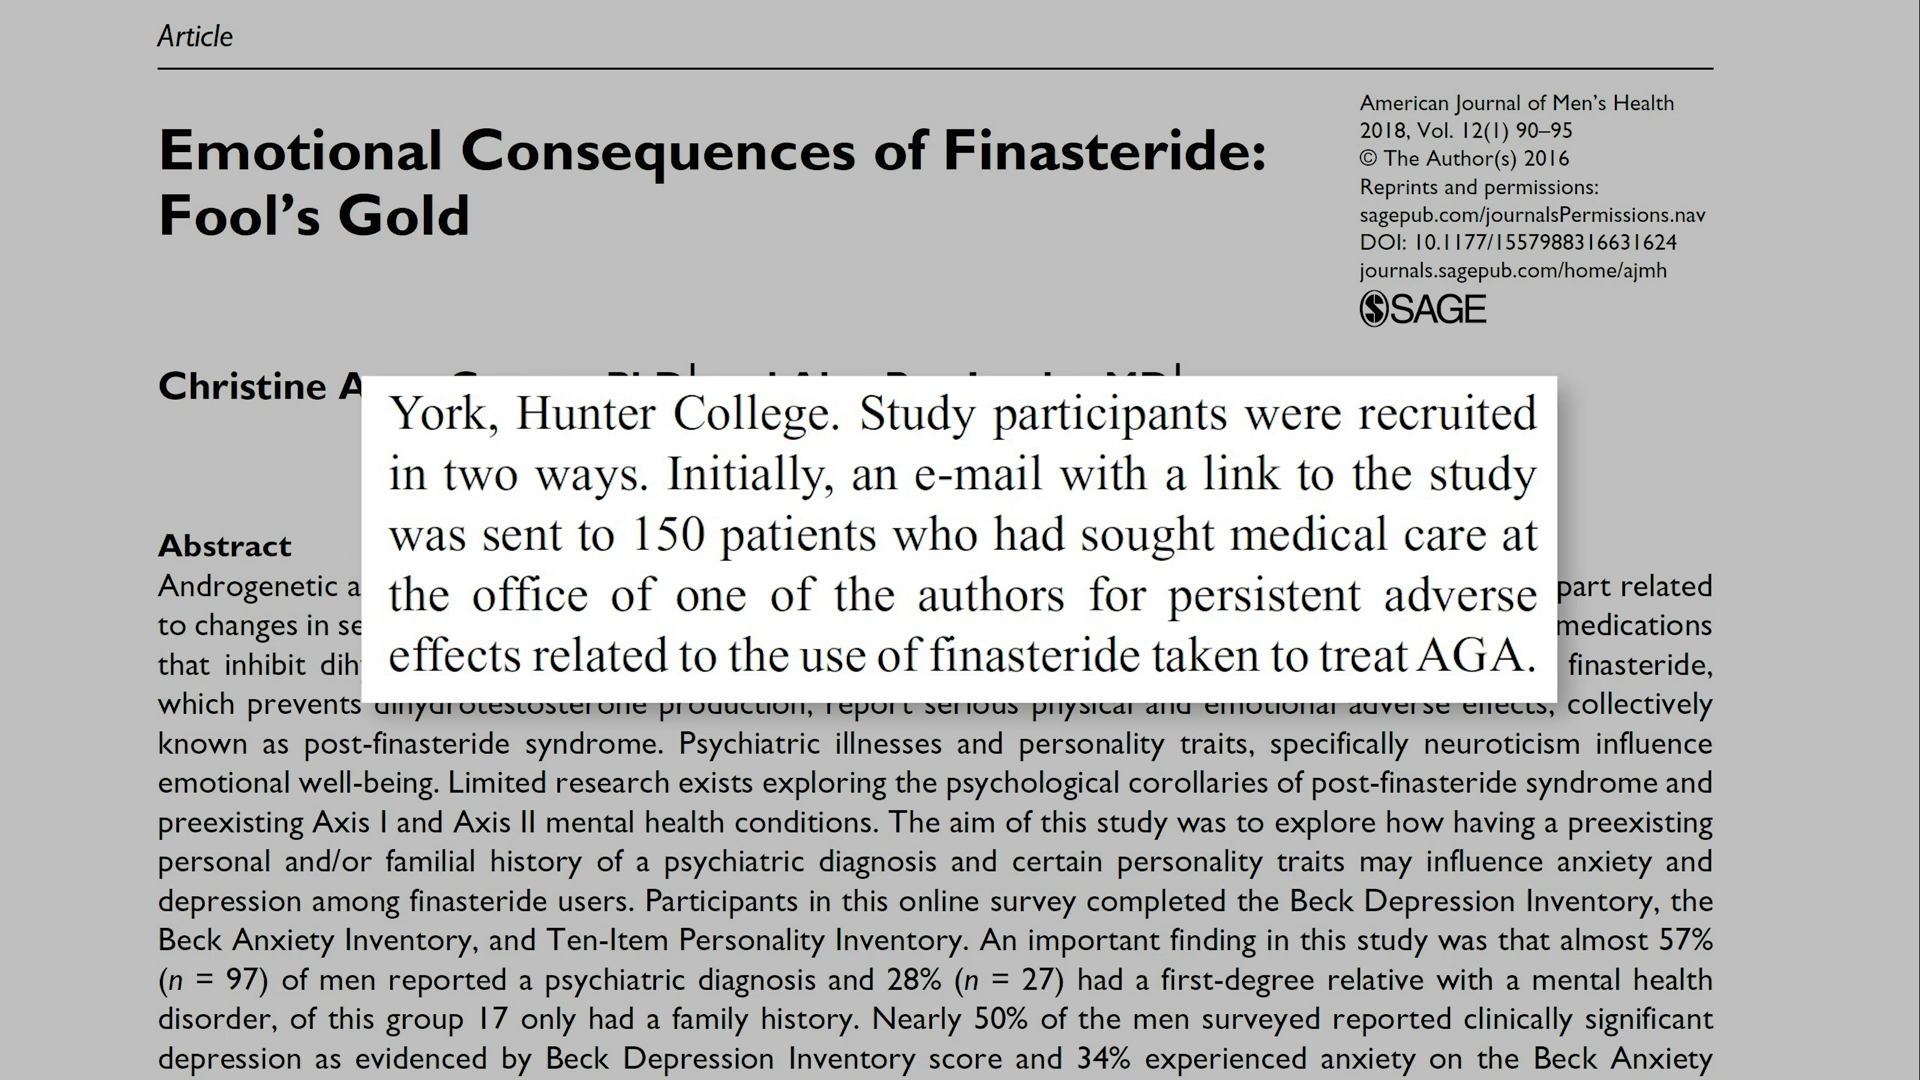 Article
Emotional Consequences of Finasteride:
Fool's Gold
American Journal of Men's Health
2018, Vol. 12(1) 90–95
© The Author(s) 2016
Reprints and permissions:
sagepub.com/journalsPermissions.nav
DOI: 10.1177/1557988316631624
journals.sagepub.com/home/ajmh
SAGE
Christine A
York, Hunter College. Study participants were recruited
in two ways. Initially, an e-mail with a link to the study
was sent to 150 patients who had sought medical care at
the office of one of the authors for persistent adverse
effects related to the use of finasteride taken to treat AGA.
Abstract
Androgenetic a part related
to changes in se medications
that inhibit dih finasteride,
which prevents dihydrotestosterone production, report serious physical and emotional adverse effects, collectively
known as post-finasteride syndrome. Psychiatric illnesses and personality traits, specifically neuroticism influence
emotional well-being. Limited research exists exploring the psychological corollaries of post-finasteride syndrome and
preexisting Axis I and Axis II mental health conditions. The aim of this study was to explore how having a preexisting
personal and/or familial history of a psychiatric diagnosis and certain personality traits may influence anxiety and
depression among finasteride users. Participants in this online survey completed the Beck Depression Inventory, the
Beck Anxiety Inventory, and Ten-Item Personality Inventory. An important finding in this study was that almost 57%
(n = 97) of men reported a psychiatric diagnosis and 28% (n = 27) had a first-degree relative with a mental health
disorder, of this group 17 only had a family history. Nearly 50% of the men surveyed reported clinically significant
depression as evidenced by Beck Depression Inventory score and 34% experienced anxiety on the Beck Anxiety